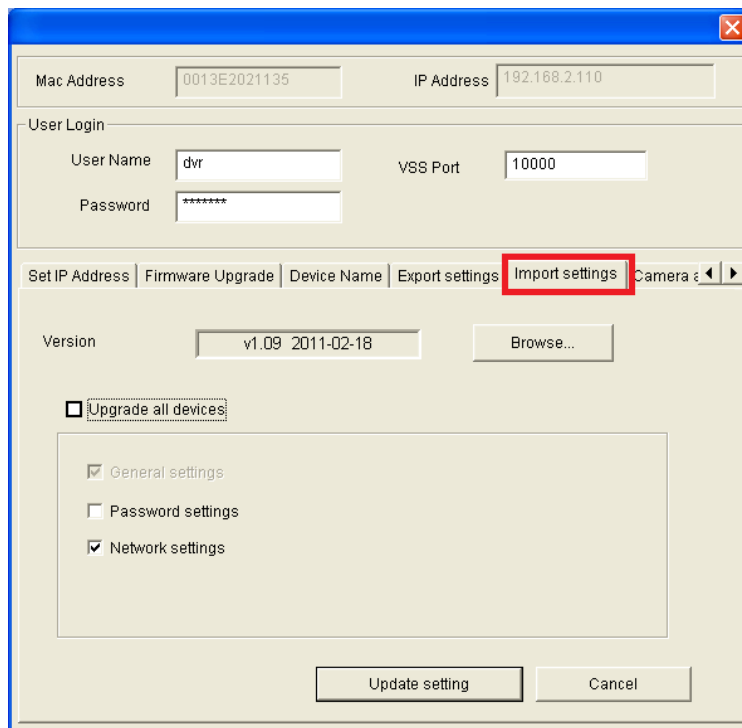 Mac Address 0013E2021135 IP Address 192.168.2.110
User Login
User Name dvr VSS Port 10000
Password *******
Set IP Address Firmware Upgrade Device Name Export settings Import settings Camera
Version v1.09 2011-02-18 Browse...
Upgrade all devices
General settings
Password settings
Network settings
Update setting Cancel